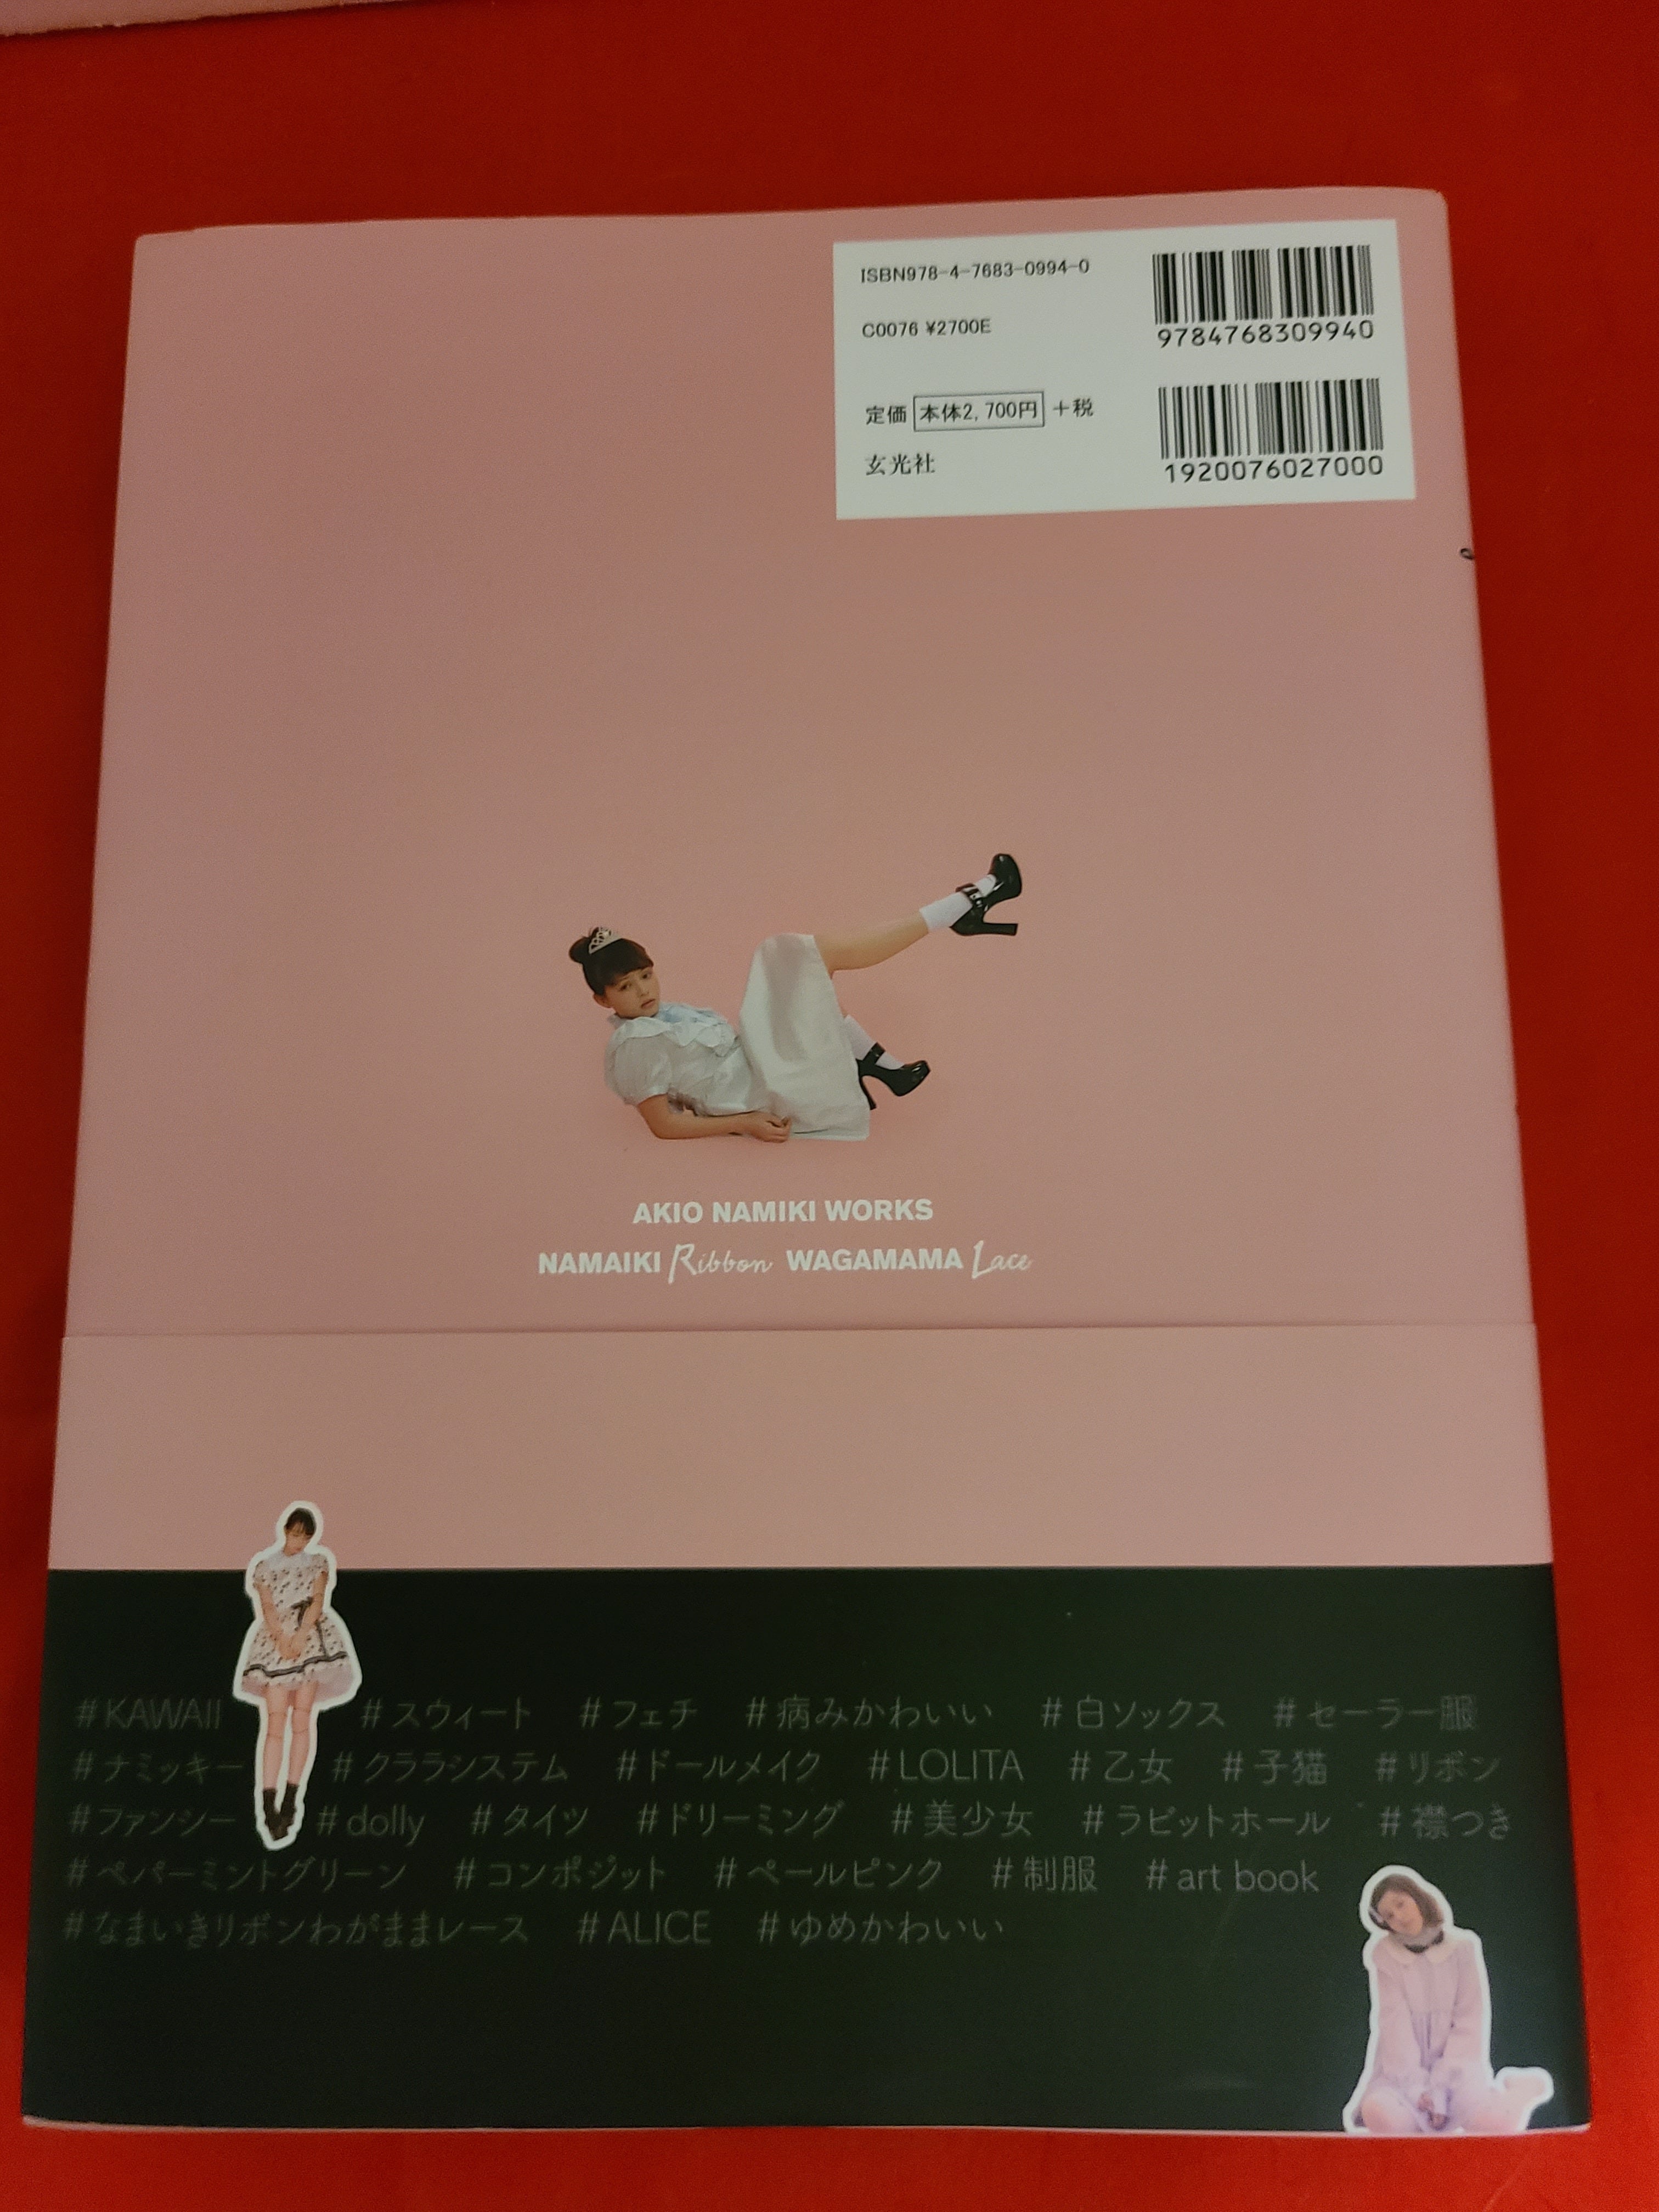 ISBN978-4-7683-0994-0
9784768309940
C0076 ¥2700E
定価 本体2,700円 +税
玄光社
1920076027000
AKIO NAMIKI WORKS
NAMAIKI Ribbon WAGAMAMA Lace
#KAWAII #スウィート #フェチ #病みかわいい #白ソックス #セーラー服
#ナミッキー #クララシステム #ドールメイク #LOLITA #乙女 #子猫 #リボン
#ファンシー #dolly #タイツ #ドリーミング #美少女 #ラビットホール #襟つき
#ペパーミントグリーン #コンポジット #ペールピンク #制服 #art book
#なまいきリボンわがままレース #ALICE #ゆめかわいい